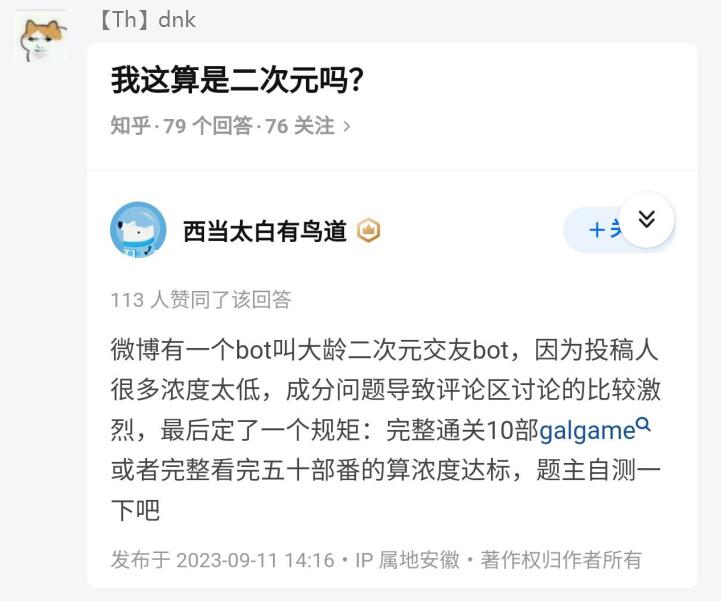 【Th】dnk
我这算是二次元吗？
知乎·79 个回答·76 关注 >
西当太白有鸟道
+关
113 人赞同了该回答
微博有一个bot叫大龄二次元交友bot，因为投稿人
很多浓度太低，成分问题导致评论区讨论的比较激
烈，最后定了一个规矩：完整通关10部galgame
或者完整看完五十部番的算浓度达标，题主自测一
下吧
发布于 2023-09-11 14:16・IP 属地安徽・著作权归作者所有